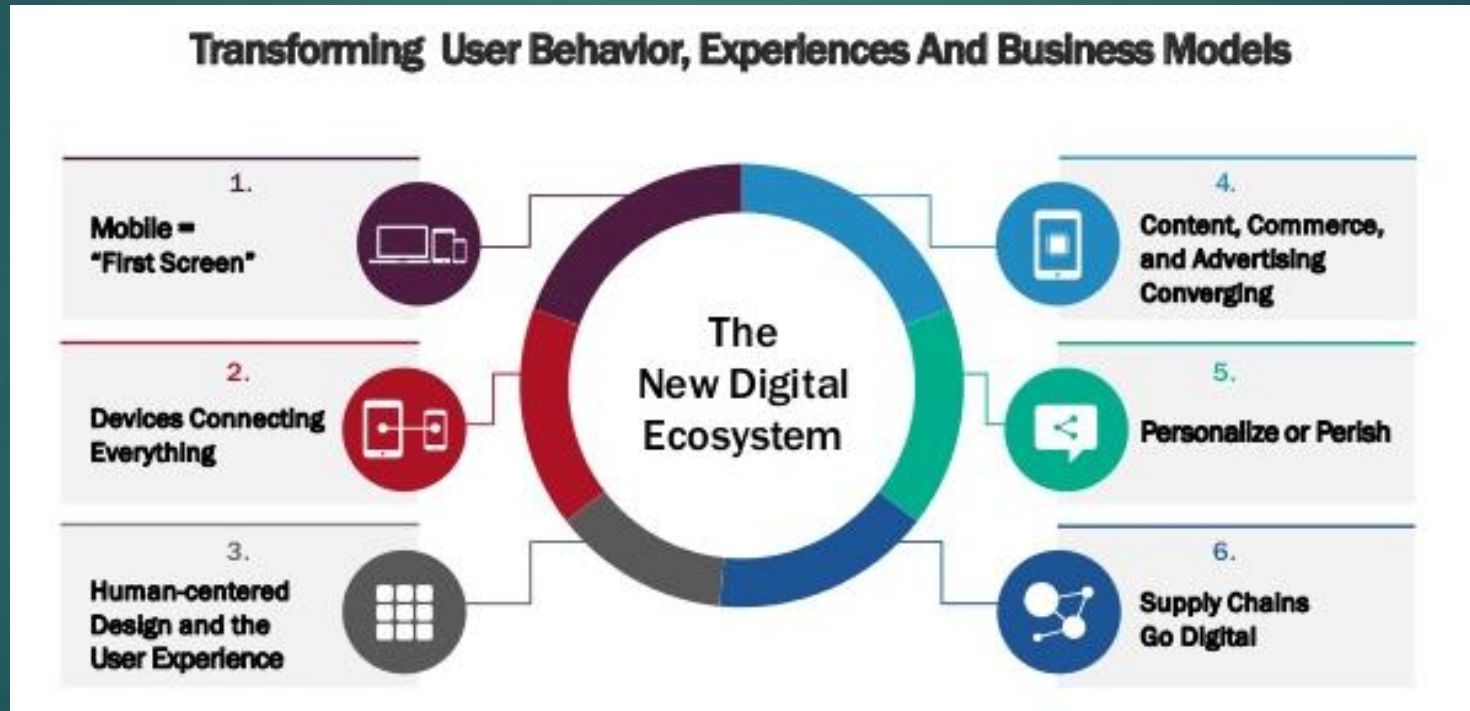 Transforming User Behavior, Experiences And Business Models
1.
Mobile =
“First Screen”
2.
Devices Connecting
Everything
3.
Human-centered
Design and the
User Experience
The
New Digital
Ecosystem
4.
Content, Commerce,
and Advertising
Converging
5.
Personalize or Perish
6.
Supply Chains
Go Digital